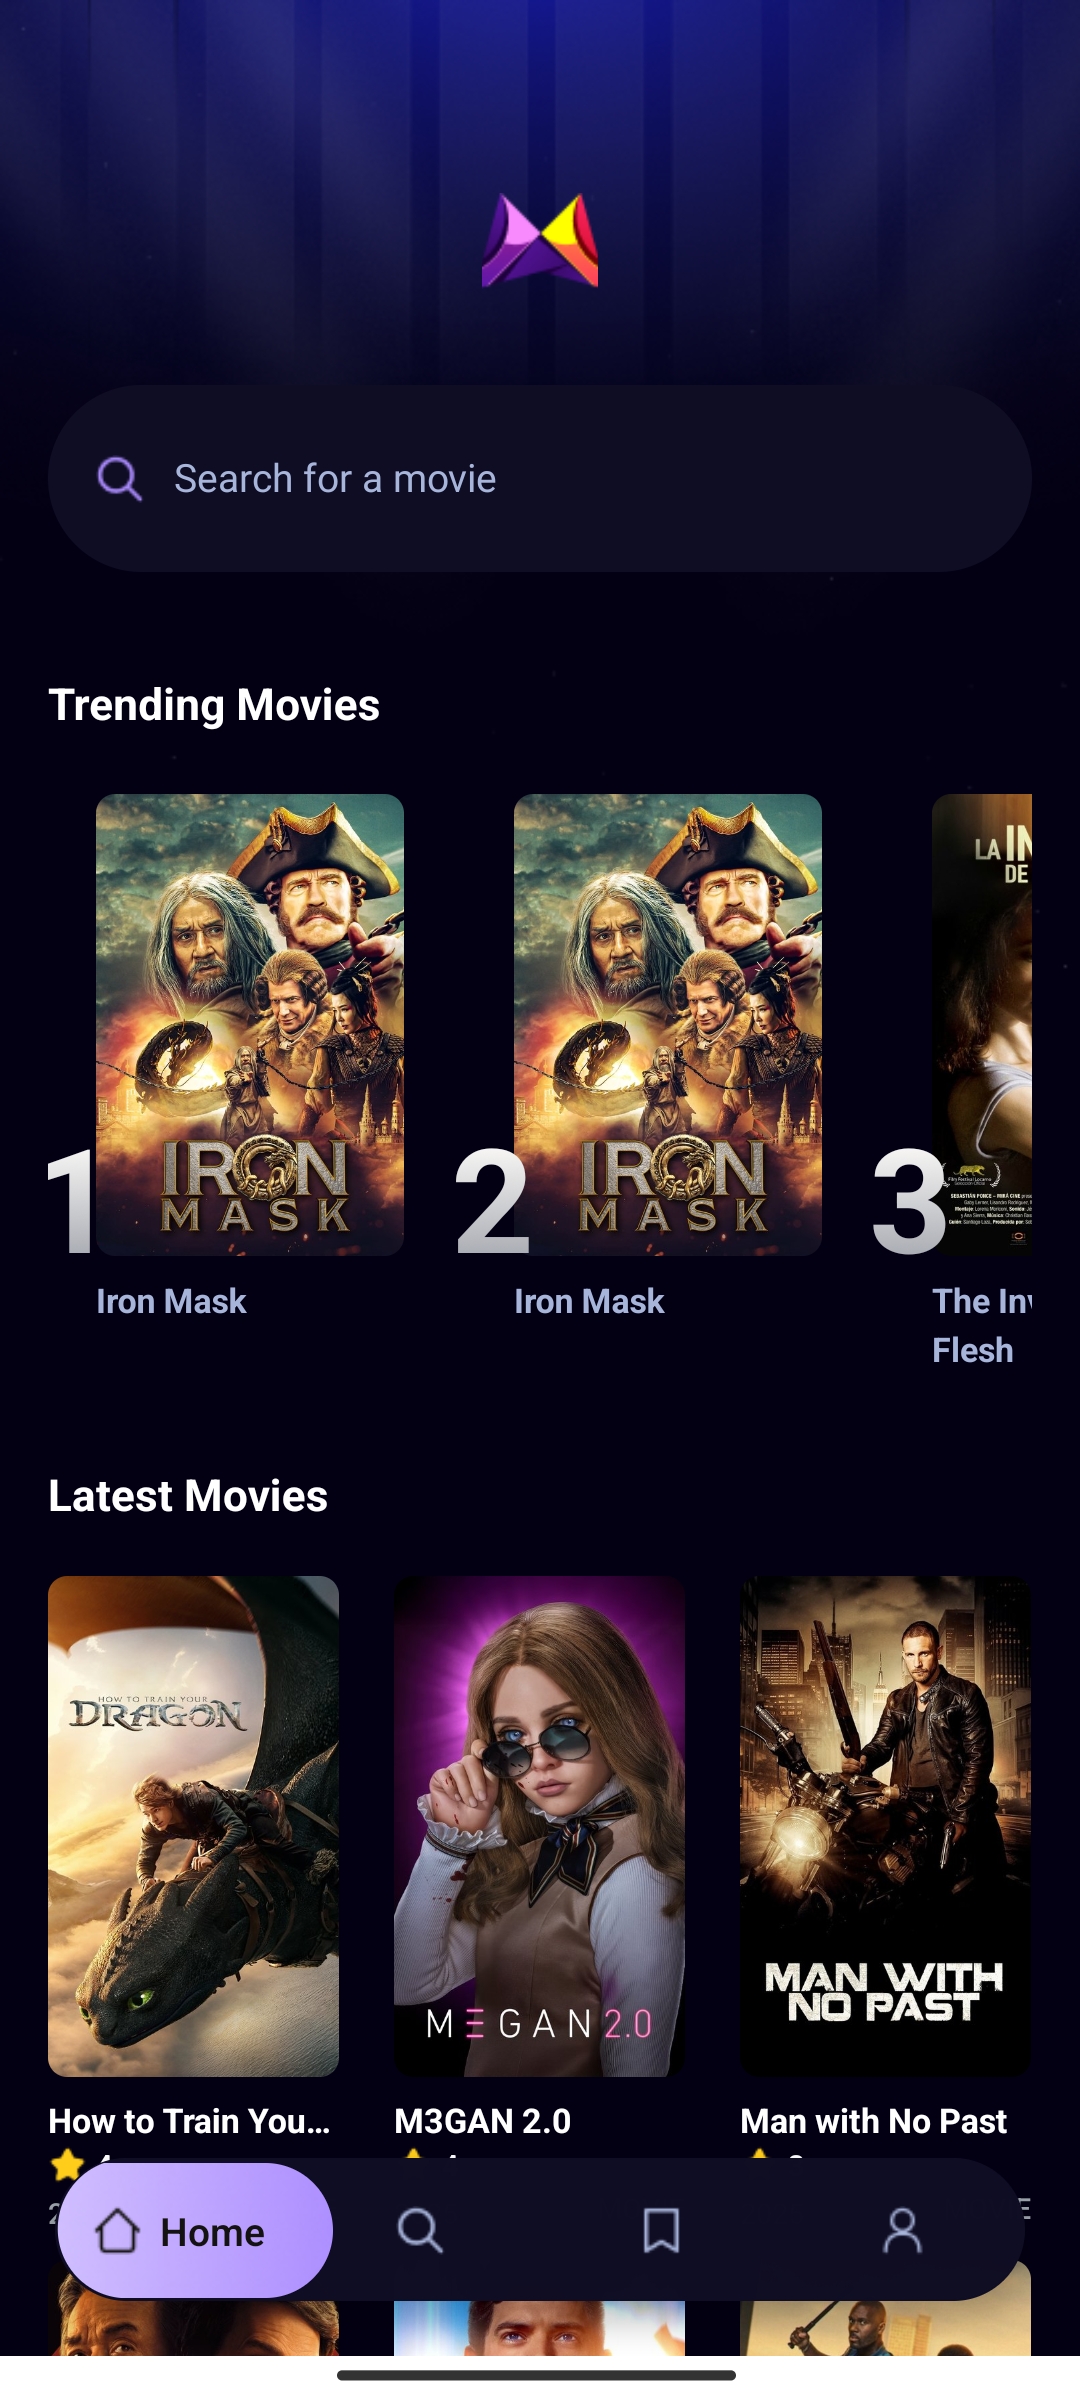 Search for a movie
Trending Movies
LA IN
DE
IRON
MASK
IRON
MASK
1
2
3
Iron Mask
Iron Mask
The Inv
Flesh
Latest Movies
HOW TO TRAIN YOUR
DRAGON
M3GAN 2.0
MAN WITH
NO PAST
How to Train You...
M3GAN 2.0
Man with No Past
Home